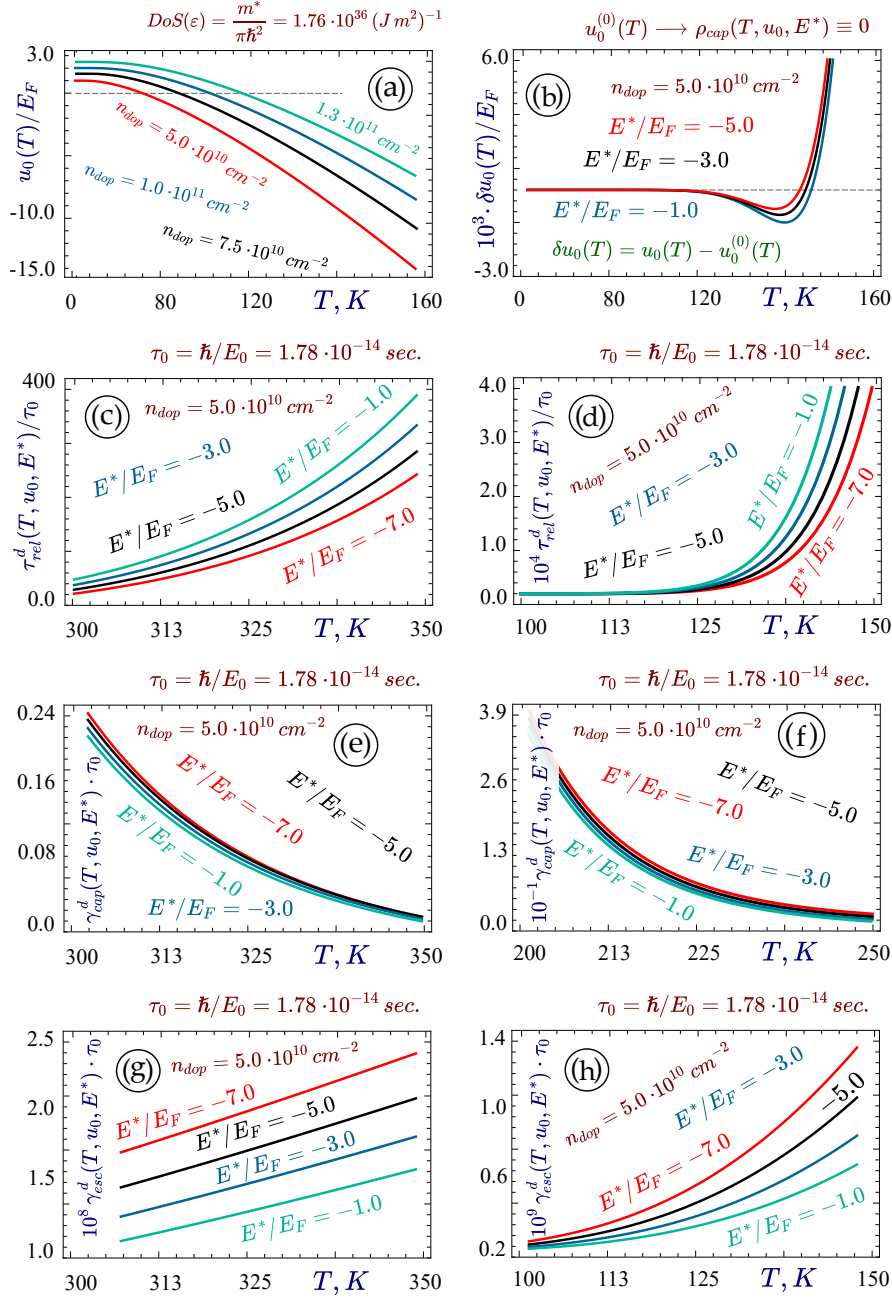 DoS(ε) = m*/πℏ² = 1.76·10³⁶ (J m²)⁻¹
3.0
-10.0
-15.0
u₀(T)/E_F
(a)
n_dop = 5.0·10¹⁰ cm⁻²
1.3·10¹¹ cm⁻²
n_dop = 1.0·10¹¹ cm⁻²
n_dop = 7.5·10¹⁰ cm⁻²
0 80 120 160
T, K
u₀⁽⁰⁾(T) ⟶ ρ_cap(T, u₀, E*) ≡ 0
6.0
-3.0
10³·δu₀(T)/E_F
(b)
n_dop = 5.0·10¹⁰ cm⁻²
E*/E_F = −5.0
E*/E_F = −3.0
E*/E_F = −1.0
δu₀(T) = u₀(T) − u₀⁽⁰⁾(T)
0 80 120 160
T, K
τ₀ = ℏ/E₀ = 1.78·10⁻¹⁴ sec.
400
200
0.0
τ_rel^d(T, u₀, E*)/τ₀
(c)
n_dop = 5.0·10¹⁰ cm⁻²
E*/E_F = −1.0
E*/E_F = −3.0
E*/E_F = −5.0
E*/E_F = −7.0
300 313 325 350
T, K
τ₀ = ℏ/E₀ = 1.78·10⁻¹⁴ sec.
4.0
3.0
2.2
1.2
0.2
10⁴ τ_rel^d(T, u₀, E*)/τ₀
(d)
n_dop = 5.0·10¹⁰ cm⁻²
E*/E_F = −1.0
E*/E_F = −3.0
E*/E_F = −5.0
E*/E_F = −7.0
100 113 125 150
T, K
τ₀ = ℏ/E₀ = 1.78·10⁻¹⁴ sec.
0.24
0.16
0.08
0.0
γ_cap^d(T, u₀, E*)·τ₀
(e)
n_dop = 5.0·10¹⁰ cm⁻²
E*/E_F = −7.0
E*/E_F = −5.0
E*/E_F = −1.0
E*/E_F = −3.0
300 313 325 350
T, K
τ₀ = ℏ/E₀ = 1.78·10⁻¹⁴ sec.
3.9
2.6
1.3
0.0
10⁻¹γ_cap^d(T, u₀, E*)·τ₀
(f)
n_dop = 5.0·10¹⁰ cm⁻²
E*/E_F = −5.0
E*/E_F = −7.0
E*/E_F = −3.0
E*/E_F = −1.0
200 213 225 250
T, K
τ₀ = ℏ/E₀ = 1.78·10⁻¹⁴ sec.
2.5
2.0
1.5
1.0
10⁸ γ_esc^d(T, u₀, E*)·τ₀
(g)
n_dop = 5.0·10¹⁰ cm⁻²
E*/E_F = −7.0
E*/E_F = −5.0
E*/E_F = −3.0
E*/E_F = −1.0
300 313 325 350
T, K
τ₀ = ℏ/E₀ = 1.78·10⁻¹⁴ sec.
1.4
1.0
0.6
0.2
10⁹ γ_esc^d(T, u₀, E*)·τ₀
(h)
n_dop = 5.0·10¹⁰ cm⁻²
E*/E_F = −3.0
−5.0
E*/E_F = −7.0
E*/E_F = −1.0
100 115 125 150
T, K